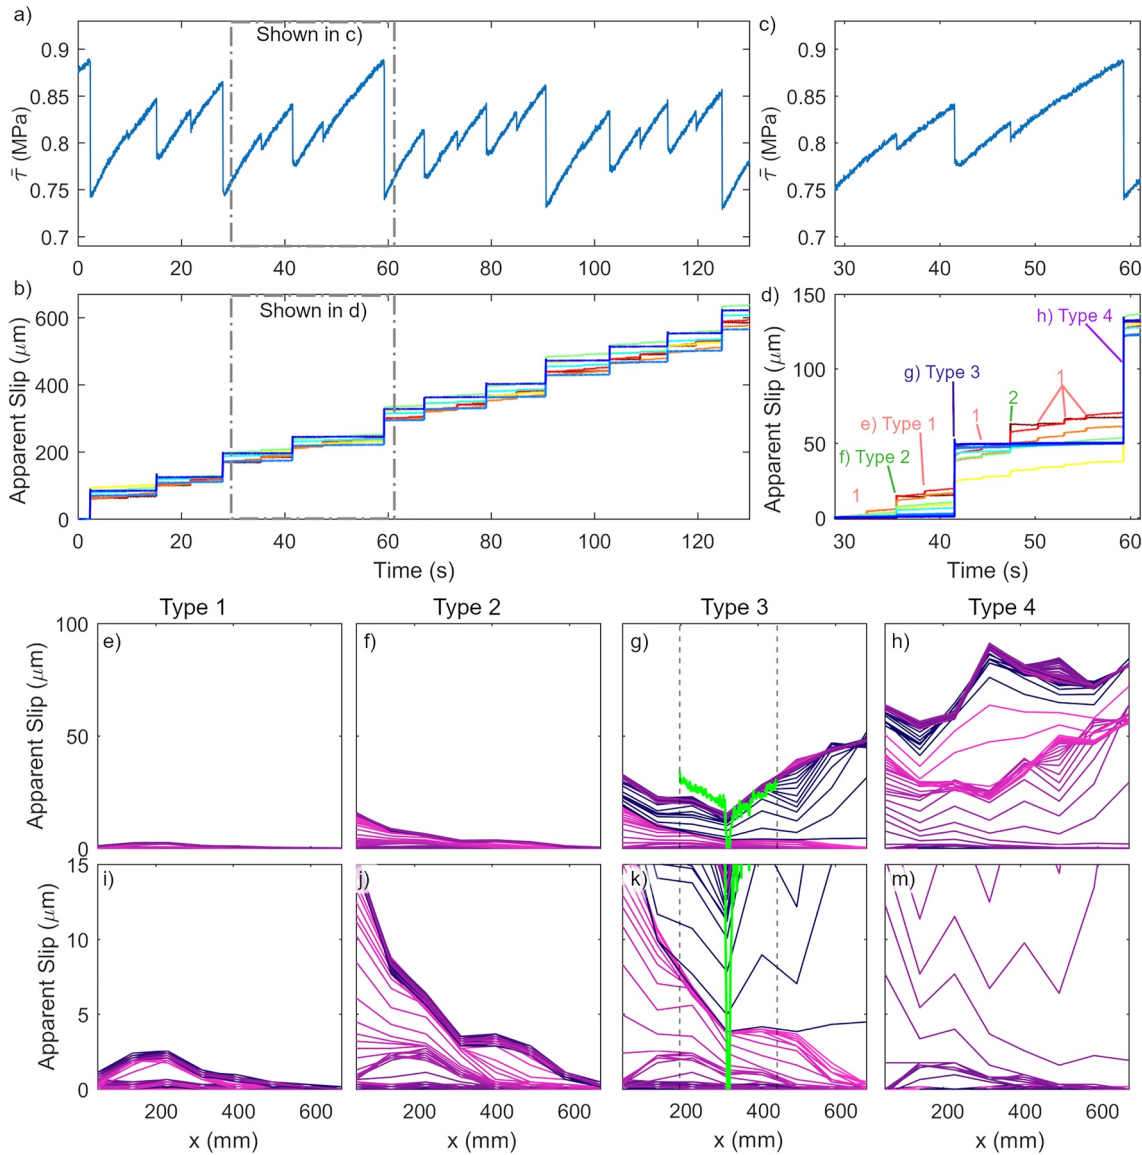 a)
Shown in c)
c)
0.9
0.85
0.8
0.75
0.7
τ̄ (MPa)
0 20 40 60 80 100 120
0.9
0.85
0.8
0.75
0.7
τ̄ (MPa)
30 40 50 60
b)
Shown in d)
600
400
200
0
Apparent Slip (μm)
0 20 40 60 80 100 120
Time (s)
d)
150
100
50
0
Apparent Slip (μm)
h) Type 4
g) Type 3
1
2
1
e) Type 1
f) Type 2
1
30 40 50 60
Time (s)
Type 1
Type 2
Type 3
Type 4
e)
f)
g)
h)
100
50
0
Apparent Slip (μm)
i)
j)
k)
m)
15
10
5
0
Apparent Slip (μm)
200 400 600
200 400 600
200 400 600
200 400 600
x (mm)
x (mm)
x (mm)
x (mm)